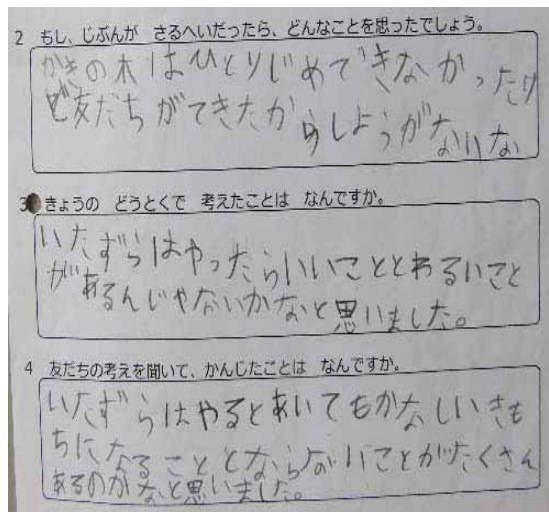 2 もし、じぶんが さるへいだったら、どんなことを思ったでしょう。
かきの木はひとりじめできなかったけ
ど友だちができたからしようがないな
3 きょうの どうとくで 考えたことは なんですか。
いたずらはやったらいいこととわるいこと
があるんじゃないかなと思いました。
4 友だちの考えを聞いて、かんじたことは なんですか。
いたずらはやるとあいてもかなしいきも
ちになることとならないことがたくさん
あるのかなと思いました。